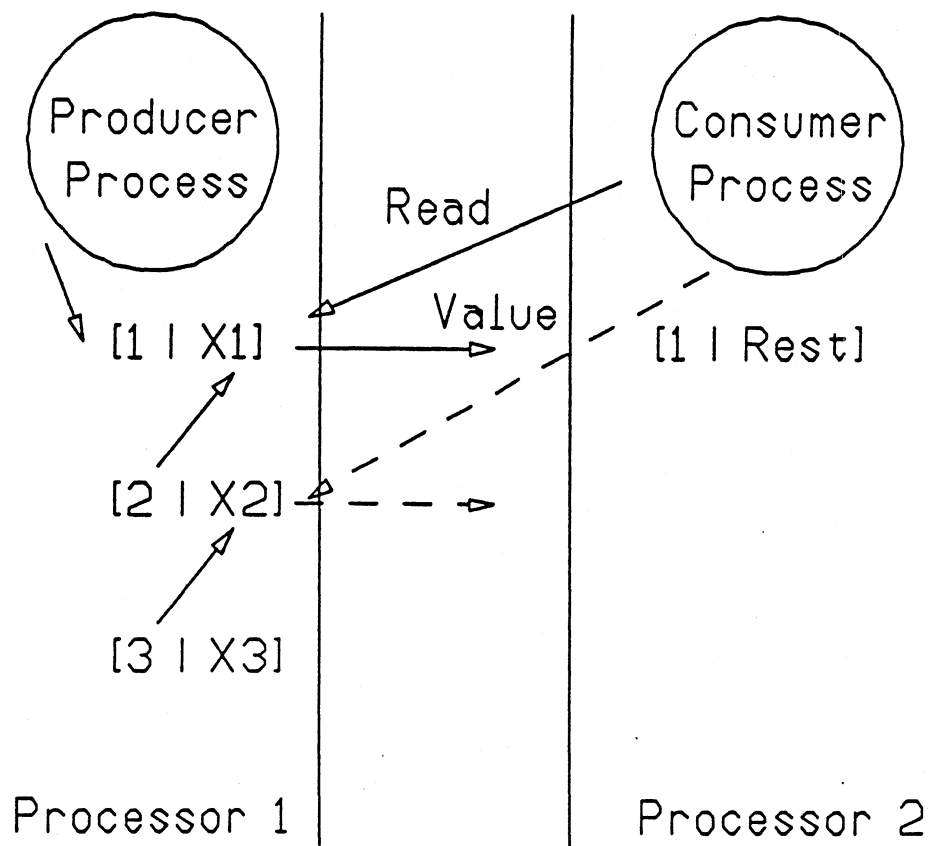 Producer
Process
Consumer
Process
Read
Value
[1 | X1]
[1 | Rest]
[2 | X2]
[3 | X3]
Processor 1
Processor 2